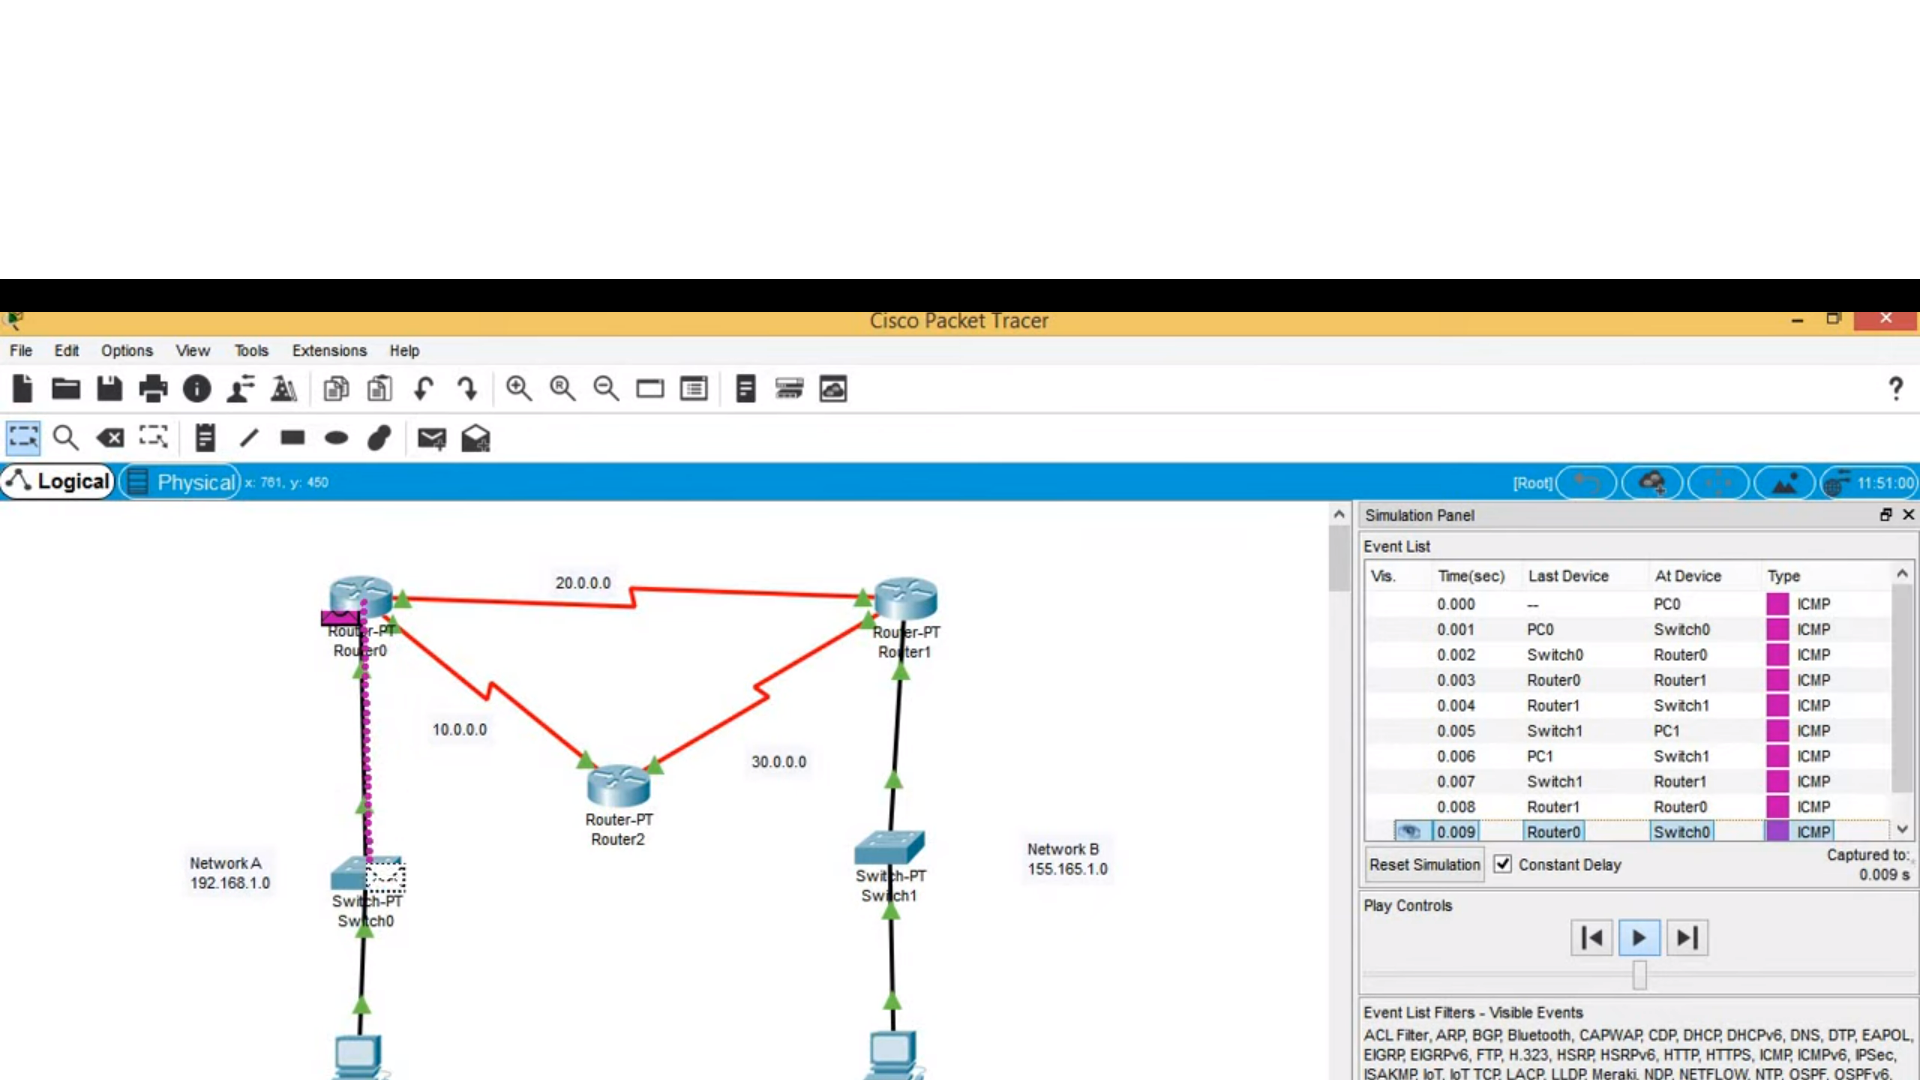 Cisco Packet Tracer
File Edit Options View Tools Extensions Help
?
Logical Physical x: 761, y: 450 [Root] 11:51:00
Simulation Panel
Event List
Vis. Time(sec) Last Device At Device Type
0.000 -- PC0 ICMP
0.001 PC0 Switch0 ICMP
0.002 Switch0 Router0 ICMP
0.003 Router0 Router1 ICMP
0.004 Router1 Switch1 ICMP
0.005 Switch1 PC1 ICMP
0.006 PC1 Switch1 ICMP
0.007 Switch1 Router1 ICMP
0.008 Router1 Router0 ICMP
0.009 Router0 Switch0 ICMP
Reset Simulation Constant Delay Captured to:
0.009 s
Play Controls
Event List Filters - Visible Events
ACL Filter, ARP, BGP, Bluetooth, CAPWAP, CDP, DHCP, DHCPv6, DNS, DTP, EAPOL,
EIGRP, EIGRPv6, FTP, H.323, HSRP, HSRPv6, HTTP, HTTPS, ICMP, ICMPv6, IPSec,
ISAKMP, IoT, IoT TCP, LACP, LLDP, Meraki, NDP, NETFLOW, NTP, OSPF, OSPFv6,
20.0.0.0
Router-PT
Router0
Router-PT
Router1
10.0.0.0
30.0.0.0
Router-PT
Router2
Network A
192.168.1.0
Switch-PT
Switch0
Switch-PT
Switch1
Network B
155.165.1.0